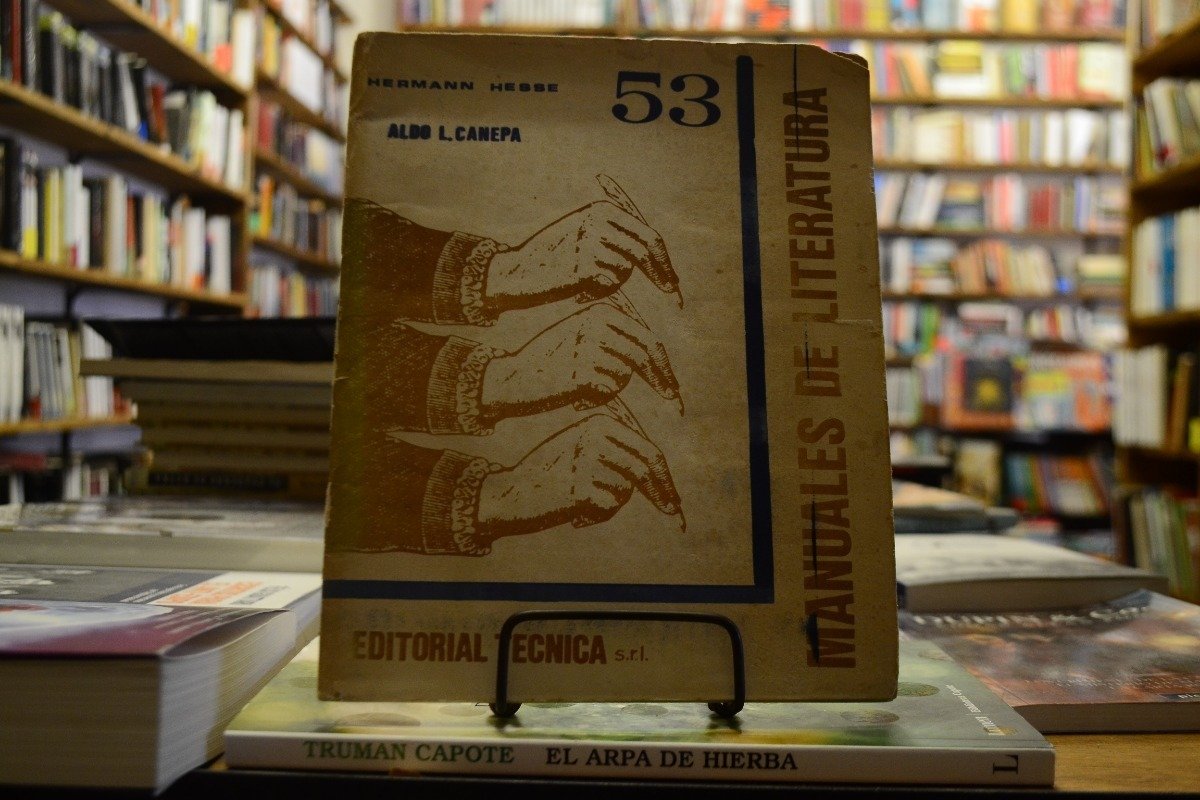 HERMANN HESSE
53
ALDO L. CANEPA
MANUALES DE LITERATURA
EDITORIAL TECNICA s.r.l.
TRUMAN CAPOTE EL ARPA DE HIERBA L